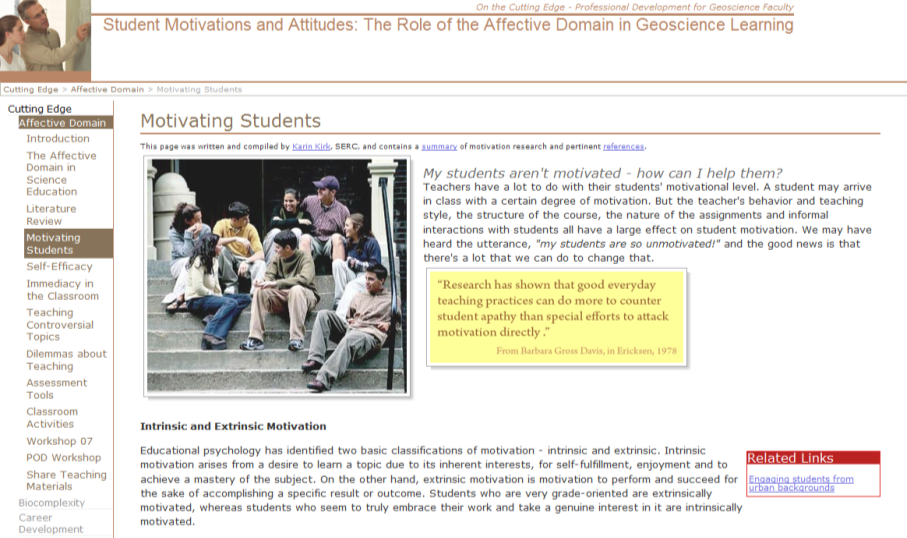 On the Cutting Edge - Professional Development for Geoscience Faculty
Student Motivations and Attitudes: The Role of the Affective Domain in Geoscience Learning
Cutting Edge > Affective Domain > Motivating Students
Cutting Edge
Affective Domain
Introduction
The Affective
Domain in
Science
Education
Literature
Review
Motivating
Students
Self-Efficacy
Immediacy in
the Classroom
Teaching
Controversial
Topics
Dilemmas about
Teaching
Assessment
Tools
Classroom
Activities
Workshop 07
POD Workshop
Share Teaching
Materials
Biocomplexity
Career
Development
Motivating Students
This page was written and compiled by Karin Kirk, SERC, and contains a summary of motivation research and pertinent references.
My students aren't motivated - how can I help them?
Teachers have a lot to do with their students' motivational level. A student may arrive
in class with a certain degree of motivation. But the teacher's behavior and teaching
style, the structure of the course, the nature of the assignments and informal
interactions with students all have a large effect on student motivation. We may have
heard the utterance, "my students are so unmotivated!" and the good news is that
there's a lot that we can do to change that.
"Research has shown that good everyday
teaching practices can do more to counter
student apathy than special efforts to attack
motivation directly ."
From Barbara Gross Davis, in Ericksen, 1978
Intrinsic and Extrinsic Motivation
Educational psychology has identified two basic classifications of motivation - intrinsic and extrinsic. Intrinsic
motivation arises from a desire to learn a topic due to its inherent interests, for self-fulfillment, enjoyment and to
achieve a mastery of the subject. On the other hand, extrinsic motivation is motivation to perform and succeed for
the sake of accomplishing a specific result or outcome. Students who are very grade-oriented are extrinsically
motivated, whereas students who seem to truly embrace their work and take a genuine interest in it are intrinsically
motivated.
Related Links
Engaging students from
urban backgrounds